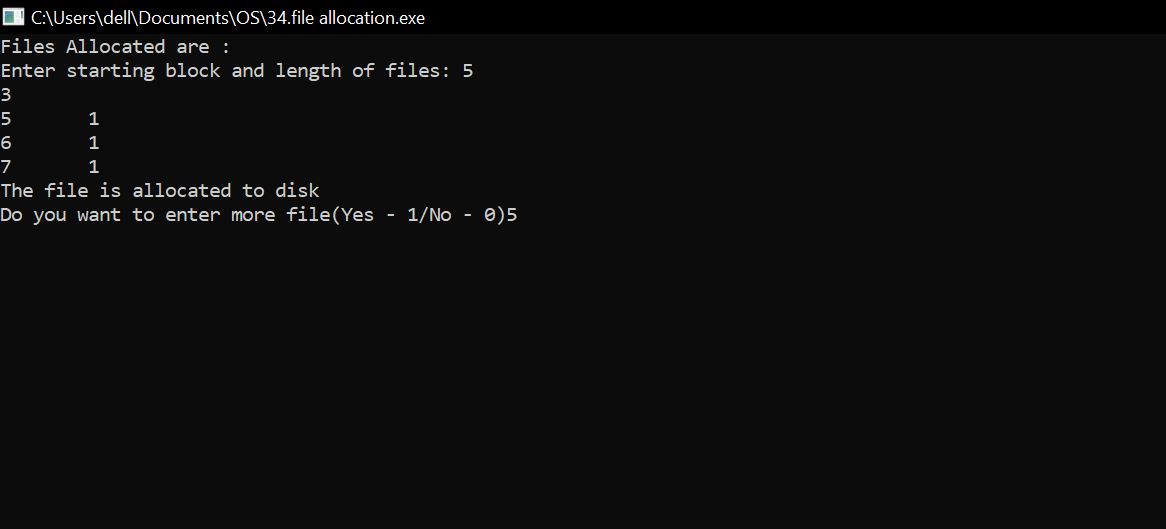 C:\Users\dell\Documents\OS\34.file allocation.exe
Files Allocated are :
Enter starting block and length of files: 5
3
5       1
6       1
7       1
The file is allocated to disk
Do you want to enter more file(Yes - 1/No - 0)5